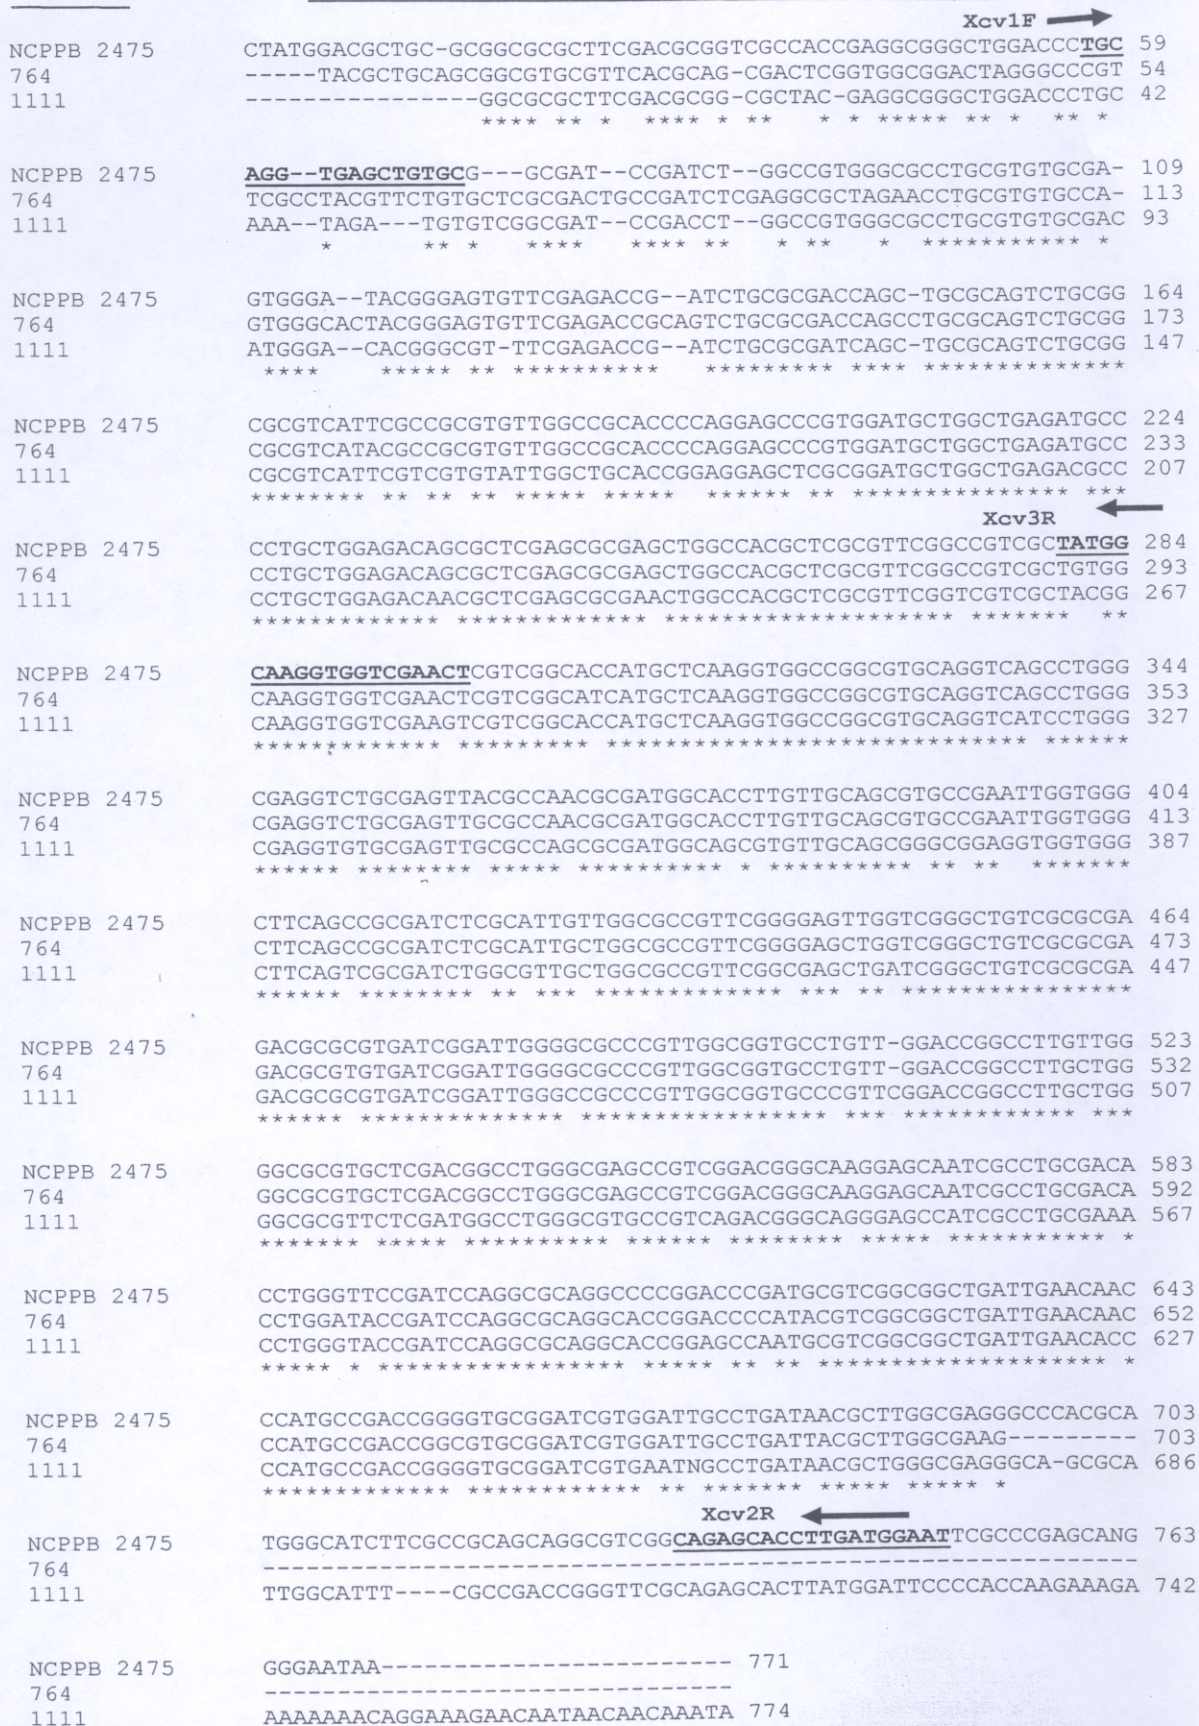 Xcv1F
NCPPB 2475 CTATGGACGCTGC-GCGGCGCGCTTCGACGCGGTCGCCACCGAGGCGGGCTGGACCCTGC 59
764 -----TACGCTGCAGCGGCGTGCGTTCACGCAG-CGACTCGGTGGCGGACTAGGGCCCGT 54
1111 ----------------GGCGCGCTTCGACGCGG-CGCTAC-GAGGCGGGCTGGACCCTGC 42
**** ** * **** * ** * * ***** ** * ** *
NCPPB 2475 AGG--TGAGCTGTGCG---GCGAT--CCGATCT--GGCCGTGGGCGCCTGCGTGTGCGA- 109
764 TCGCCTACGTTCTGTGCTCGCGACTGCCGATCTCGAGGCGCTAGAACCTGCGTGTGCCA- 113
1111 AAA--TAGA---TGTGTCGGCGAT--CCGACCT--GGCCGTGGGCGCCTGCGTGTGCGAC 93
* ** * **** **** ** * ** * *********** *
NCPPB 2475 GTGGGA--TACGGGAGTGTTCGAGACCG--ATCTGCGCGACCAGC-TGCGCAGTCTGCGG 164
764 GTGGGCACTACGGGAGTGTTCGAGACCGCAGTCTGCGCGACCAGCCTGCGCAGTCTGCGG 173
1111 ATGGGA--CACGGGCGT-TTCGAGACCG--ATCTGCGCGATCAGC-TGCGCAGTCTGCGG 147
**** ***** ** ********** ********* **** **************
NCPPB 2475 CGCGTCATTCGCCGCGTGTTGGCCGCACCCCAGGAGCCCGTGGATGCTGGCTGAGATGCC 224
764 CGCGTCATACGCCGCGTGTTGGCCGCACCCCAGGAGCCCGTGGATGCTGGCTGAGATGCC 233
1111 CGCGTCATTCGTCGTGTATTGGCTGCACCGGAGGAGCTCGCGGATGCTGGCTGAGACGCC 207
******** ** ** ** ***** ***** ****** ** *************** ***
Xcv3R
NCPPB 2475 CCTGCTGGAGACAGCGCTCGAGCGCGAGCTGGCCACGCTCGCGTTCGGCCGTCGCTATGG 284
764 CCTGCTGGAGACAGCGCTCGAGCGCGAGCTGGCCACGCTCGCGTTCGGCCGTCGCTGTGG 293
1111 CCTGCTGGAGACAACGCTCGAGCGCGAACTGGCCACGCTCGCGTTCGGTCGTCGCTACGG 267
************* ************* ******************** ******* **
NCPPB 2475 CAAGGTGGTCGAACTCGTCGGCACCATGCTCAAGGTGGCCGGCGTGCAGGTCAGCCTGGG 344
764 CAAGGTGGTCGAACTCGTCGGCATCATGCTCAAGGTGGCCGGCGTGCAGGTCAGCCTGGG 353
1111 CAAGGTGGTCGAAGTCGTCGGCACCATGCTCAAGGTGGCCGGCGTGCAGGTCATCCTGGG 327
************* ********* ***************************** ******
NCPPB 2475 CGAGGTCTGCGAGTTACGCCAACGCGATGGCACCTTGTTGCAGCGTGCCGAATTGGTGGG 404
764 CGAGGTCTGCGAGTTGCGCCAACGCGATGGCACCTTGTTGCAGCGTGCCGAATTGGTGGG 413
1111 CGAGGTGTGCGAGTTGCGCCAGCGCGATGGCAGCGTGTTGCAGCGGGCGGAGGTGGTGGG 387
****** ******** ***** ********** * ********** ** ** *******
NCPPB 2475 CTTCAGCCGCGATCTCGCATTGTTGGCGCCGTTCGGGGAGTTGGTCGGGCTGTCGCGCGA 464
764 CTTCAGCCGCGATCTCGCATTGCTGGCGCCGTTCGGGGAGCTGGTCGGGCTGTCGCGCGA 473
1111 CTTCAGTCGCGATCTGGCGTTGCTGGCGCCGTTCGGCGAGCTGATCGGGCTGTCGCGCGA 447
****** ******** ** *** ************* *** ** ****************
NCPPB 2475 GACGCGCGTGATCGGATTGGGGCGCCCGTTGGCGGTGCCTGTT-GGACCGGCCTTGTTGG 523
764 GACGCGTGTGATCGGATTGGGGCGCCCGTTGGCGGTGCCTGTT-GGACCGGCCTTGCTGG 532
1111 GACGCGCGTGATCGGATTGGGCCGCCCGTTGGCGGTGCCCGTTCGGACCGGCCTTGCTGG 507
****** ************** ***************** *** ************ ***
NCPPB 2475 GGCGCGTGCTCGACGGCCTGGGCGAGCCGTCGGACGGGCAAGGAGCAATCGCCTGCGACA 583
764 GGCGCGTGCTCGACGGCCTGGGCGAGCCGTCGGACGGGCAAGGAGCAATCGCCTGCGACA 592
1111 GGCGCGTTCTCGATGGCCTGGGCGTGCCGTCAGACGGGCAGGGAGCCATCGCCTGCGAAA 567
******* ***** ********** ****** ******** ***** *********** *
NCPPB 2475 CCTGGGTTCCGATCCAGGCGCAGGCCCCGGACCCGATGCGTCGGCGGCTGATTGAACAAC 643
764 CCTGGATACCGATCCAGGCGCAGGCACCGGACCCCATACGTCGGCGGCTGATTGAACAAC 652
1111 CCTGGGTACCGATCCAGGCGCAGGCACCGGAGCCAATGCGTCGGCGGCTGATTGAACACC 627
***** * ***************** ***** ** ** ******************** *
NCPPB 2475 CCATGCCGACCGGGGTGCGGATCGTGGATTGCCTGATAACGCTTGGCGAGGGCCCACGCA 703
764 CCATGCCGACCGGCGTGCGGATCGTGGATTGCCTGATTACGCTTGGCGAAG--------- 703
1111 CCATGCCGACCGGGGTGCGGATCGTGAATNGCCTGATAACGCTGGGCGAGGGCA-GCGCA 686
************* ************ ** ******* ***** ***** *
Xcv2R
NCPPB 2475 TGGGCATCTTCGCCGCAGCAGGCGTCGGCAGAGCACCTTGATGGAATTCGCCCGAGCANG 763
764 ------------------------------------------------------------
1111 TTGGCATTT----CGCCGACCGGGTTCGCAGAGCACTTATGGATTCCCCACCAAGAAAGA 742
NCPPB 2475 GGGAATAA------------------------ 771
764 --------------------------------
1111 AAAAAAACAGGAAAGAACAATAACAACAAATA 774